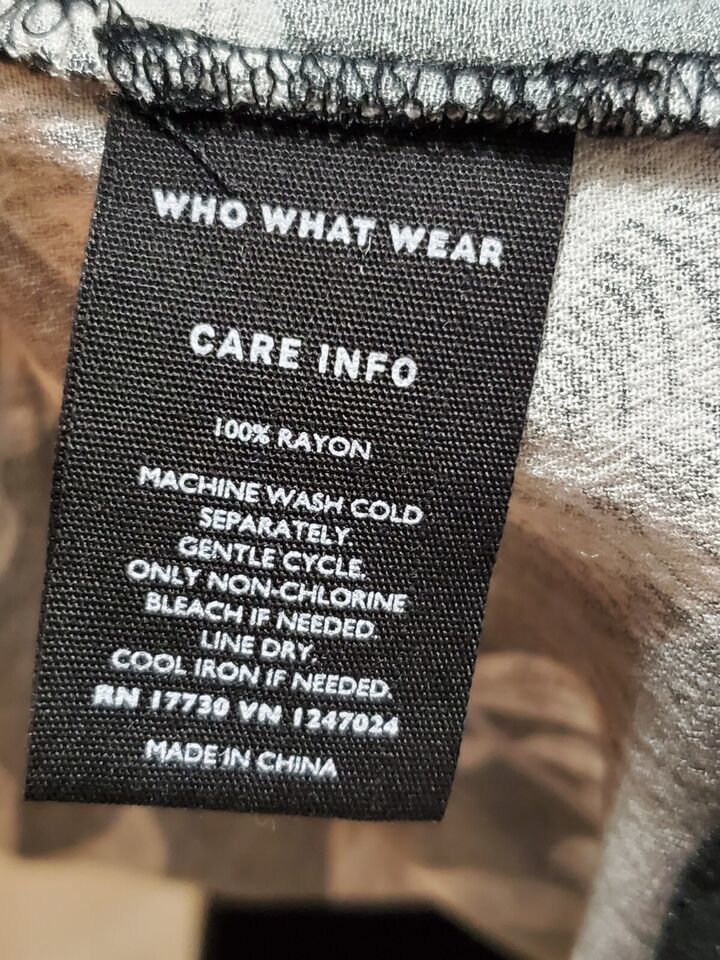 WHO WHAT WEAR
CARE INFO
100% RAYON
MACHINE WASH COLD
SEPARATELY.
GENTLE CYCLE.
ONLY NON-CHLORINE
BLEACH IF NEEDED.
LINE DRY.
COOL IRON IF NEEDED.
RN 17730 VN 1247024
MADE IN CHINA